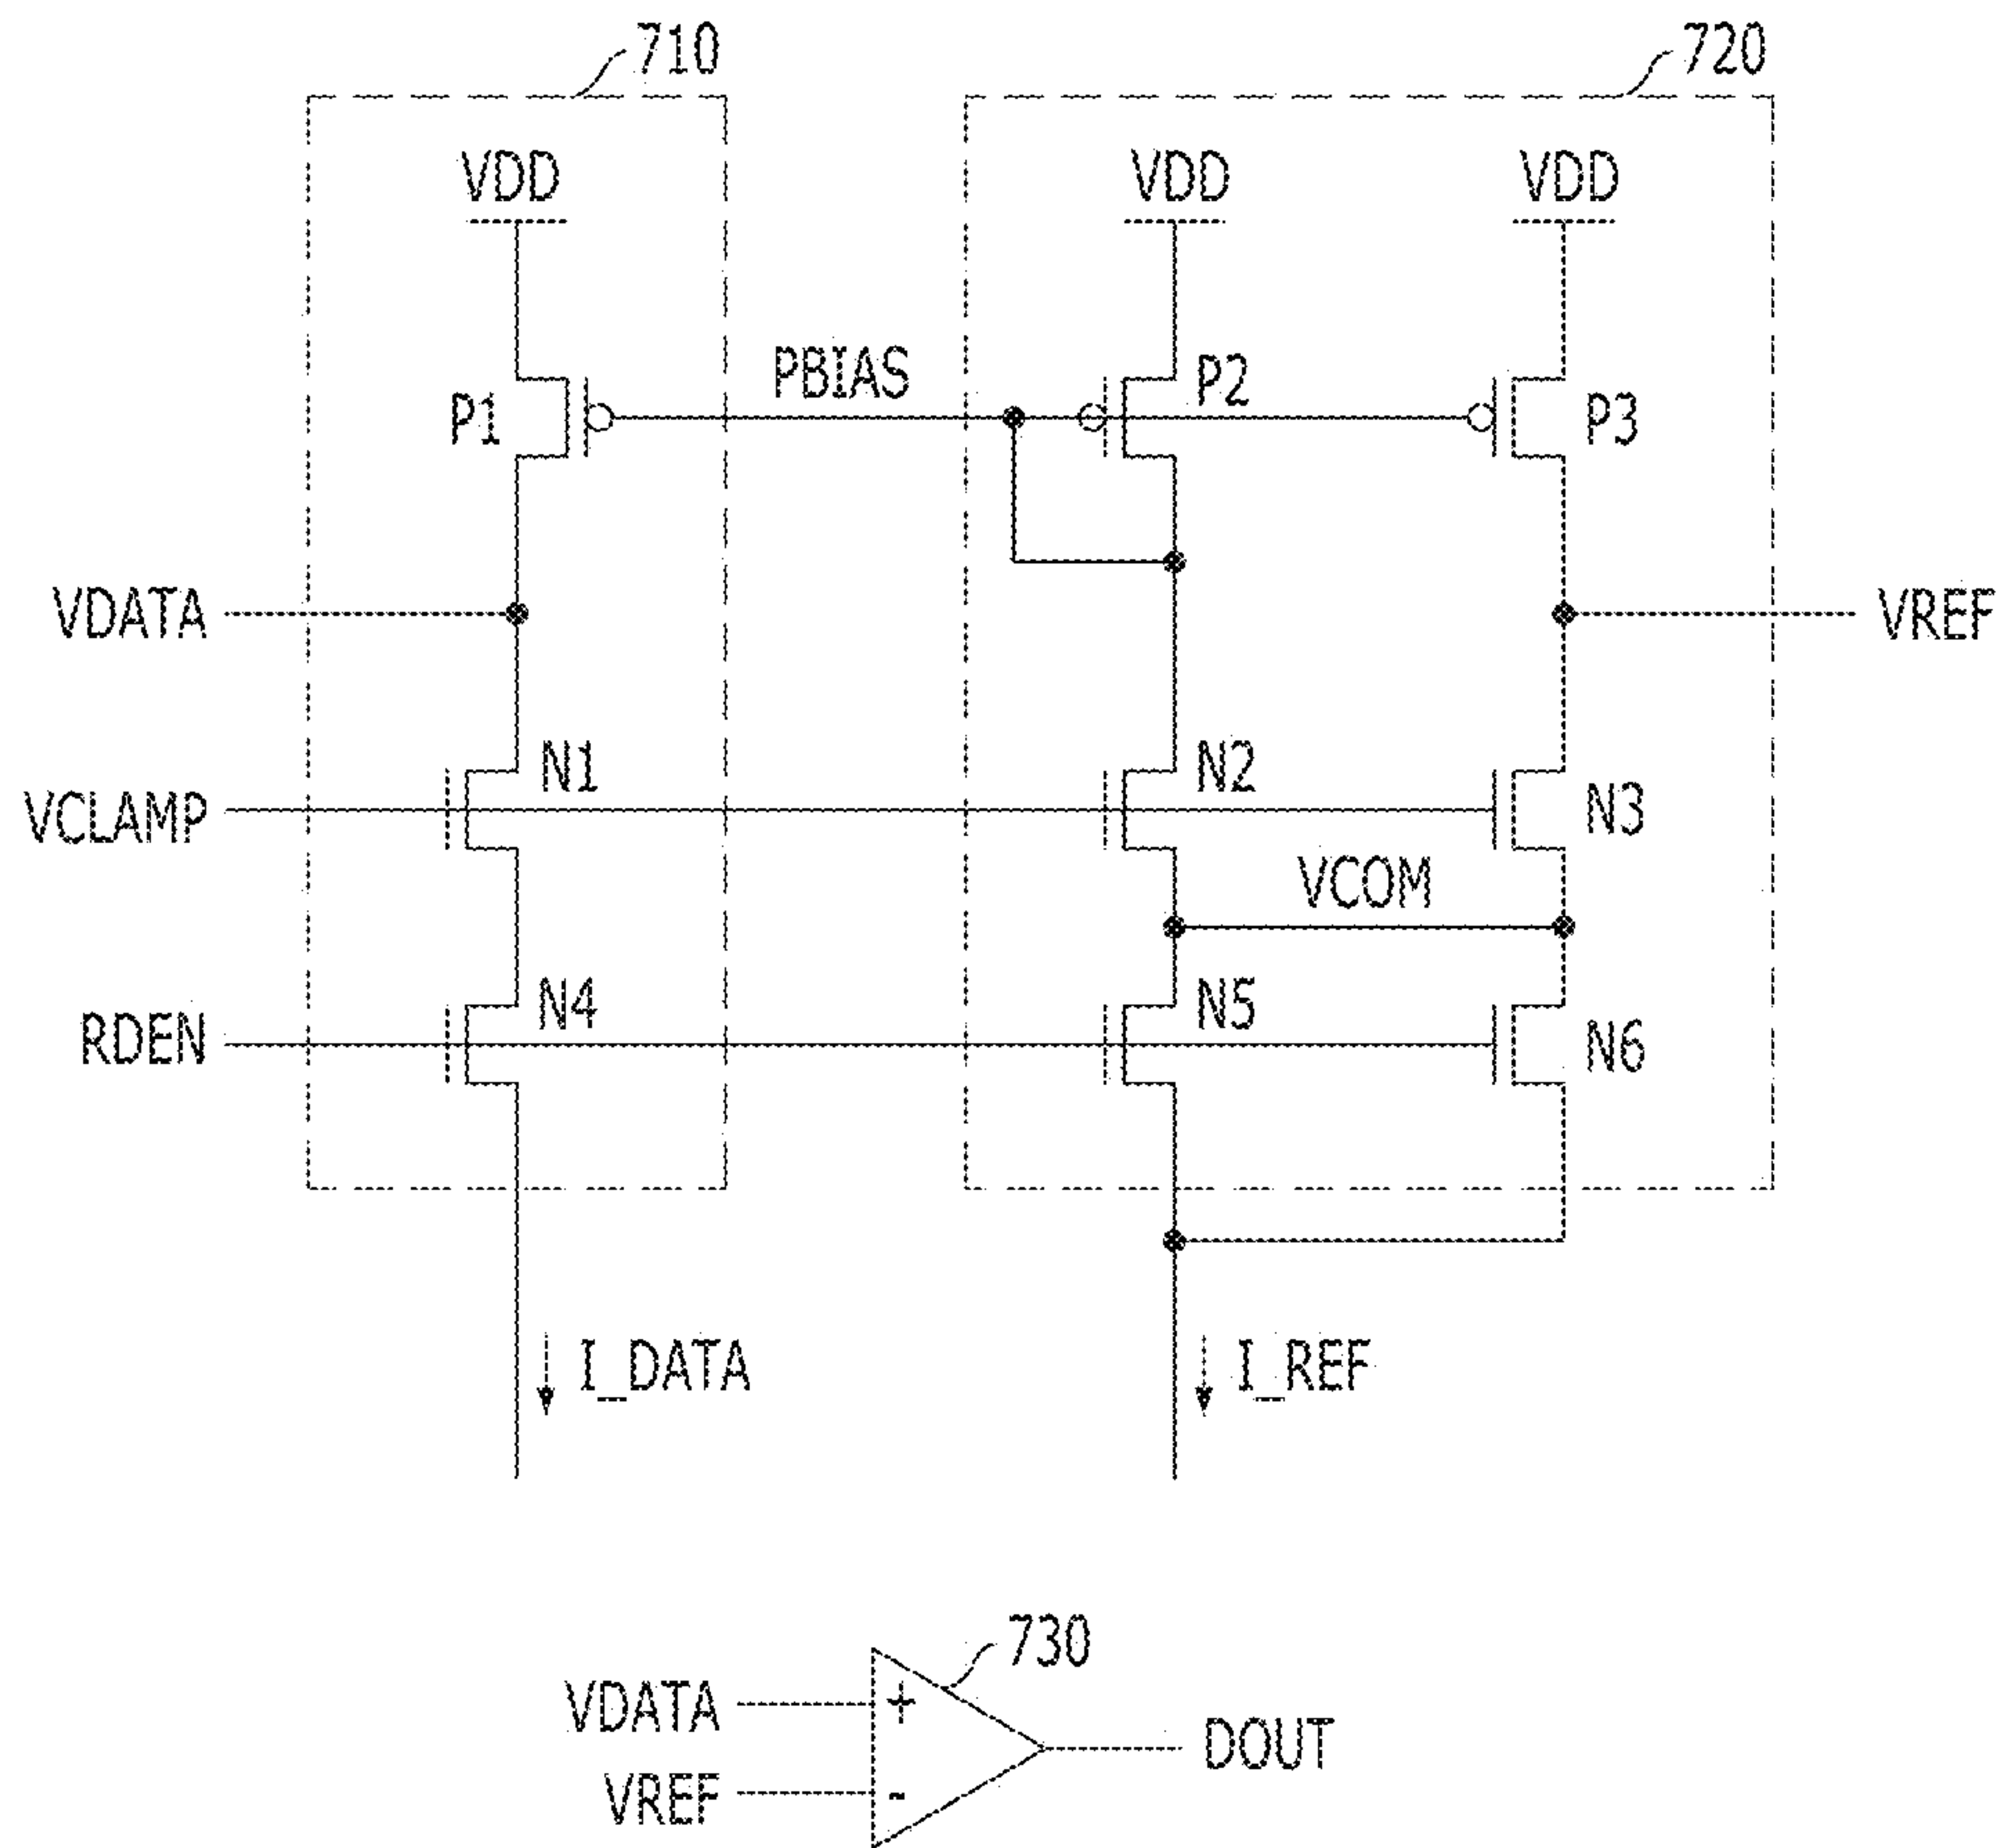 710
720
VDD
VDD
VDD
PBIAS
P1
P2
P3
VDATA
VREF
N1
N2
N3
VCLAMP
VCOM
N4
N5
N6
RDEN
I_DATA
I_REF
730
VDATA
+
DOUT
VREF
-